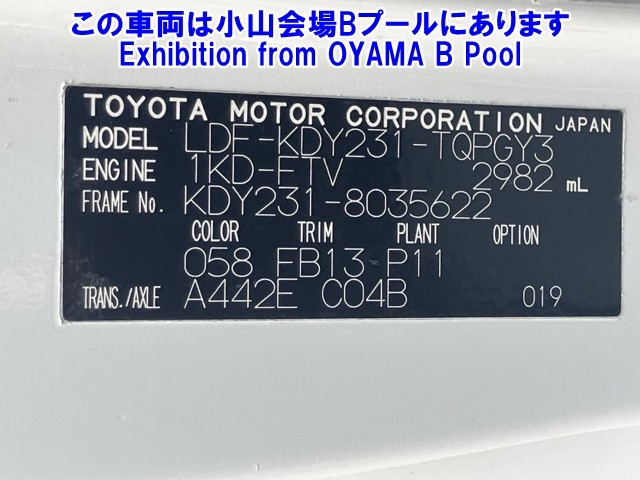 この車両は小山会場Bプールにあります
Exhibition from OYAMA B Pool
TOYOTA MOTOR CORPORATION JAPAN
MODEL LDF-KDY231-TQPGY3
ENGINE 1KD-FTV 2982 mL
FRAME No. KDY231-8035622
COLOR TRIM PLANT OPTION
058 FB13 P11
TRANS./AXLE A442E C04B 019